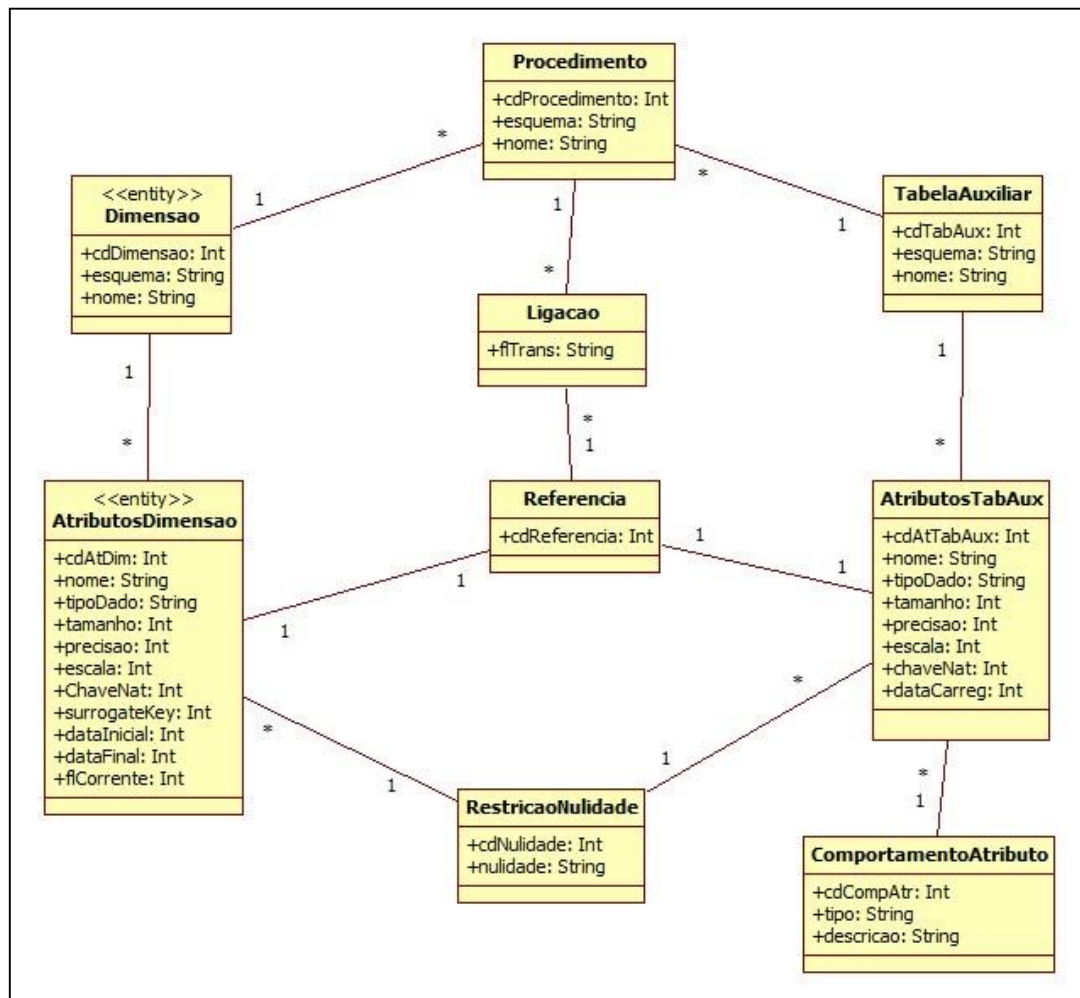 Procedimento
+cdProcedimento: Int
+esquema: String
+nome: String
*
*
1
1
1
<<entity>>
Dimensao
+cdDimensao: Int
+esquema: String
+nome: String
TabelaAuxiliar
+cdTabAux: Int
+esquema: String
+nome: String
*
Ligacao
+flTrans: String
1
1
*
*
*
1
<<entity>>
AtributosDimensao
+cdAtDim: Int
+nome: String
+tipoDado: String
+tamanho: Int
+precisao: Int
+escala: Int
+ChaveNat: Int
+surrogateKey: Int
+dataInicial: Int
+dataFinal: Int
+flCorrente: Int
Referencia
+cdReferencia: Int
AtributosTabAux
+cdAtTabAux: Int
+nome: String
+tipoDado: String
+tamanho: Int
+precisao: Int
+escala: Int
+chaveNat: Int
+dataCarreg: Int
1
1
1
1
*
*
1
1
RestricaoNulidade
+cdNulidade: Int
+nulidade: String
*
1
ComportamentoAtributo
+cdCompAtr: Int
+tipo: String
+descricao: String